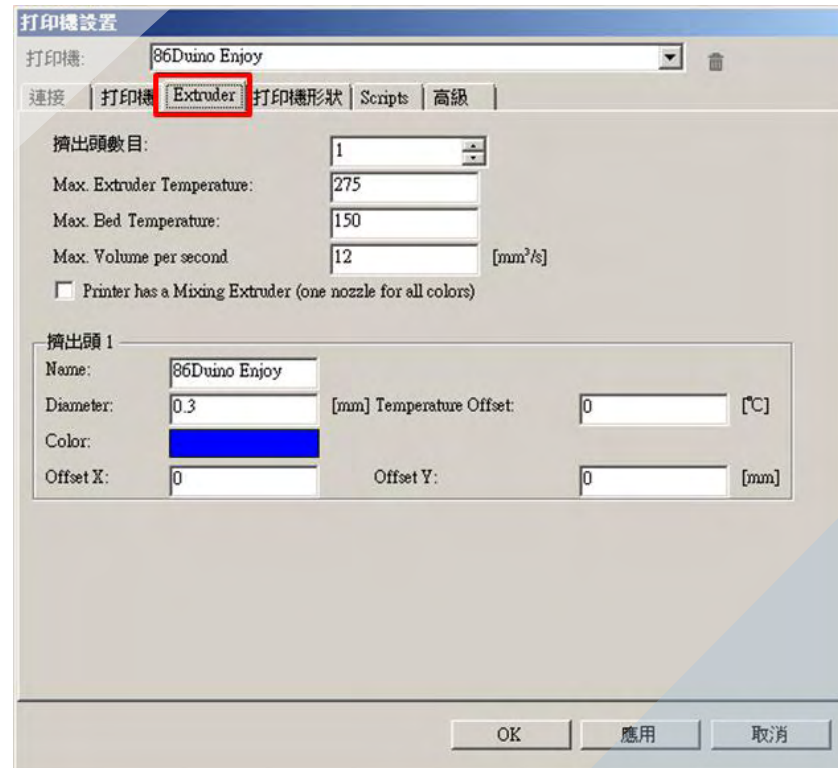 打印機設置
打印機: 86Duino Enjoy
連接 打印機 Extruder 打印機形狀 Scripts 高級
擠出頭數目: 1
Max. Extruder Temperature: 275
Max. Bed Temperature: 150
Max. Volume per second 12 [mm³/s]
Printer has a Mixing Extruder (one nozzle for all colors)
擠出頭 1
Name: 86Duino Enjoy
Diameter: 0.3 [mm] Temperature Offset: 0 [°C]
Color:
Offset X: 0 Offset Y: 0 [mm]
OK 應用 取消